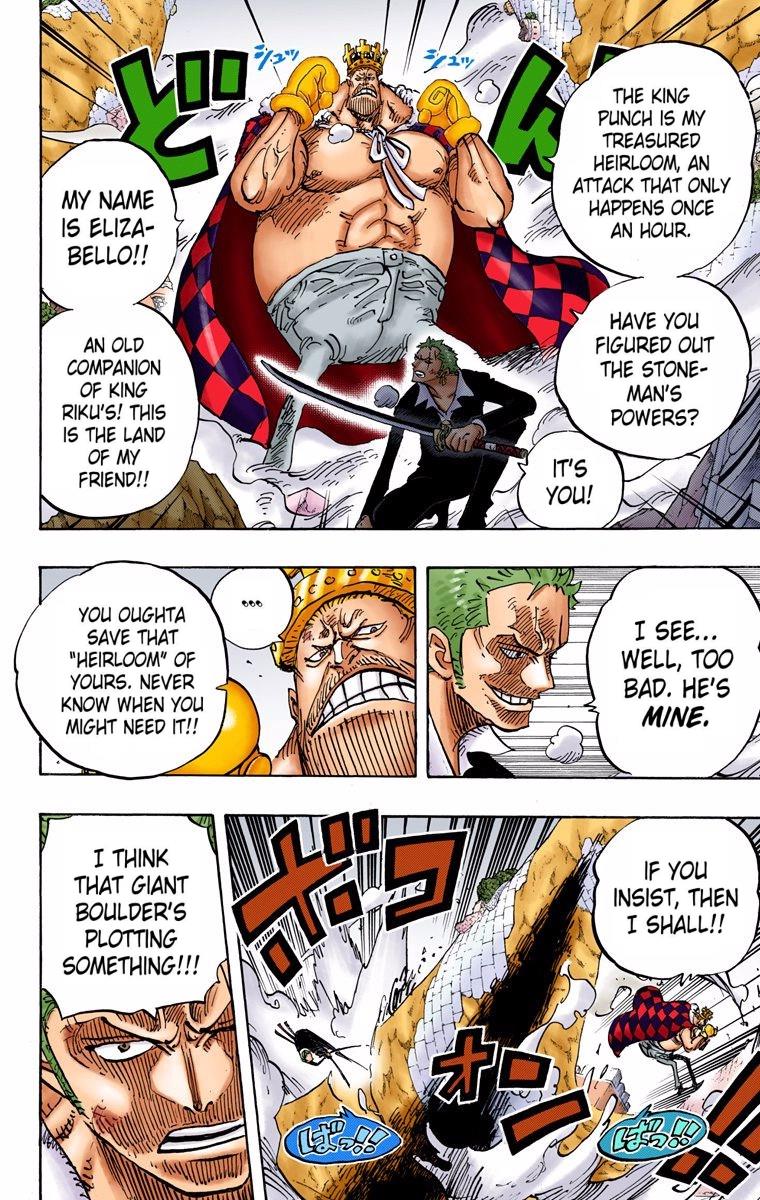 シュッ
シュッ
どん
THE KING
PUNCH IS MY
TREASURED
HEIRLOOM, AN
ATTACK THAT ONLY
HAPPENS ONCE
AN HOUR.
HAVE YOU
FIGURED OUT
THE STONE-
MAN'S
POWERS?
IT'S
YOU!
MY NAME
IS ELIZA-
BELLO!!
AN OLD
COMPANION
OF KING
RIKU'S! THIS
IS THE LAND
OF MY
FRIEND!!
I SEE...
WELL, TOO
BAD. HE'S
MINE.
...
YOU OUGHTA
SAVE THAT
"HEIRLOOM" OF
YOURS. NEVER
KNOW WHEN YOU
MIGHT NEED IT!!
IF YOU
INSIST, THEN
I SHALL!!
ボコ
オン!!
ばっ!!
ばっ!!
I THINK
THAT GIANT
BOULDER'S
PLOTTING
SOMETHING!!!